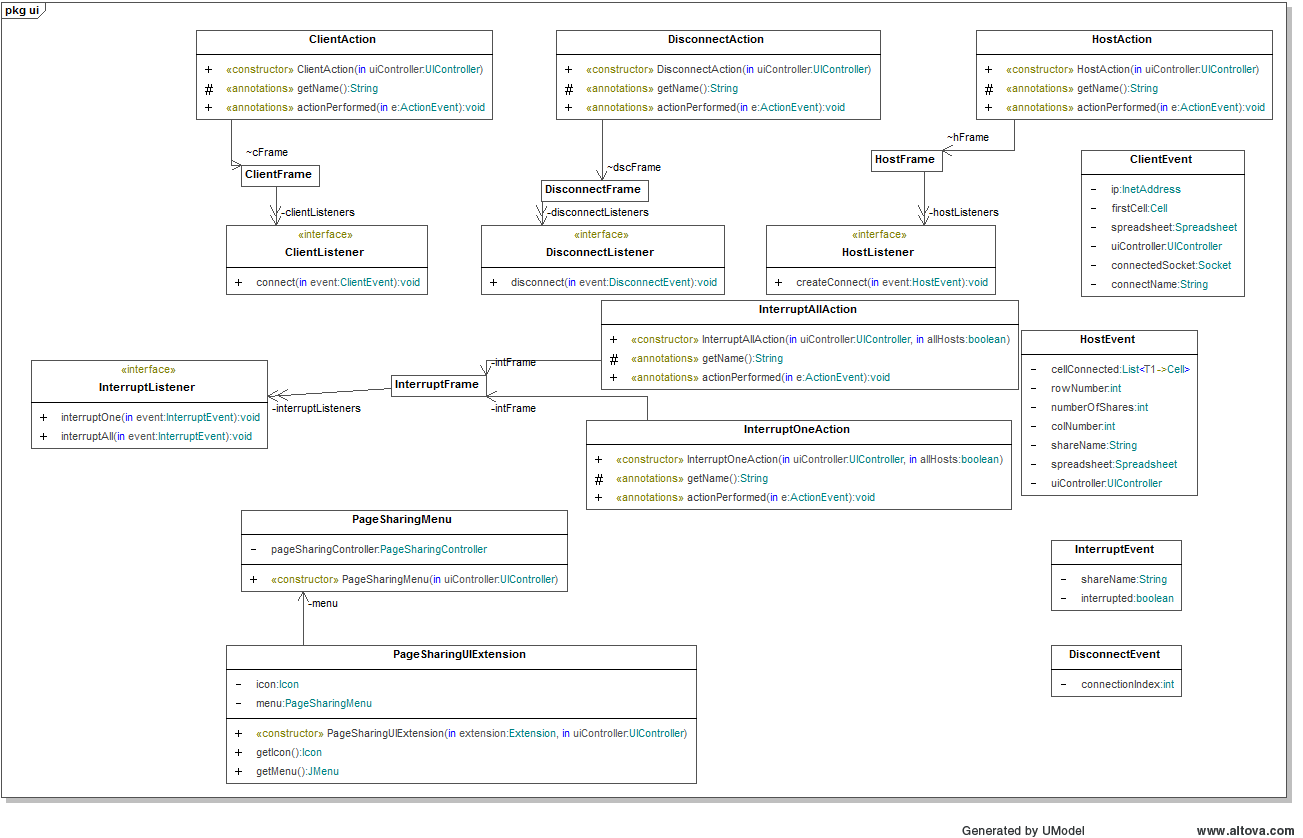 pkg ui
ClientAction
+ «constructor» ClientAction(in uiController:UIController)
# «annotations» getName():String
+ «annotations» actionPerformed(in e:ActionEvent):void
DisconnectAction
+ «constructor» DisconnectAction(in uiController:UIController)
# «annotations» getName():String
+ «annotations» actionPerformed(in e:ActionEvent):void
HostAction
+ «constructor» HostAction(in uiController:UIController)
# «annotations» getName():String
+ «annotations» actionPerformed(in e:ActionEvent):void
~cFrame
ClientFrame
-clientListeners
~dscFrame
DisconnectFrame
-disconnectListeners
~hFrame
HostFrame
-hostListeners
«interface»
ClientListener
+ connect(in event:ClientEvent):void
«interface»
DisconnectListener
+ disconnect(in event:DisconnectEvent):void
«interface»
HostListener
+ createConnect(in event:HostEvent):void
ClientEvent
- ip:InetAddress
- firstCell:Cell
- spreadsheet:Spreadsheet
- uiController:UIController
- connectedSocket:Socket
- connectName:String
InterruptAllAction
+ «constructor» InterruptAllAction(in uiController:UIController, in allHosts:boolean)
# «annotations» getName():String
+ «annotations» actionPerformed(in e:ActionEvent):void
-intFrame
InterruptFrame
-intFrame
-interruptListeners
«interface»
InterruptListener
+ interruptOne(in event:InterruptEvent):void
+ interruptAll(in event:InterruptEvent):void
HostEvent
- cellConnected:List<T1->Cell>
- rowNumber:int
- numberOfShares:int
- colNumber:int
- shareName:String
- spreadsheet:Spreadsheet
- uiController:UIController
InterruptOneAction
+ «constructor» InterruptOneAction(in uiController:UIController, in allHosts:boolean)
# «annotations» getName():String
+ «annotations» actionPerformed(in e:ActionEvent):void
PageSharingMenu
- pageSharingController:PageSharingController
+ «constructor» PageSharingMenu(in uiController:UIController)
-menu
InterruptEvent
- shareName:String
- interrupted:boolean
PageSharingUIExtension
- icon:Icon
- menu:PageSharingMenu
+ «constructor» PageSharingUIExtension(in extension:Extension, in uiController:UIController)
+ getIcon():Icon
+ getMenu():JMenu
DisconnectEvent
- connectionIndex:int
Generated by UModel
www.altova.com